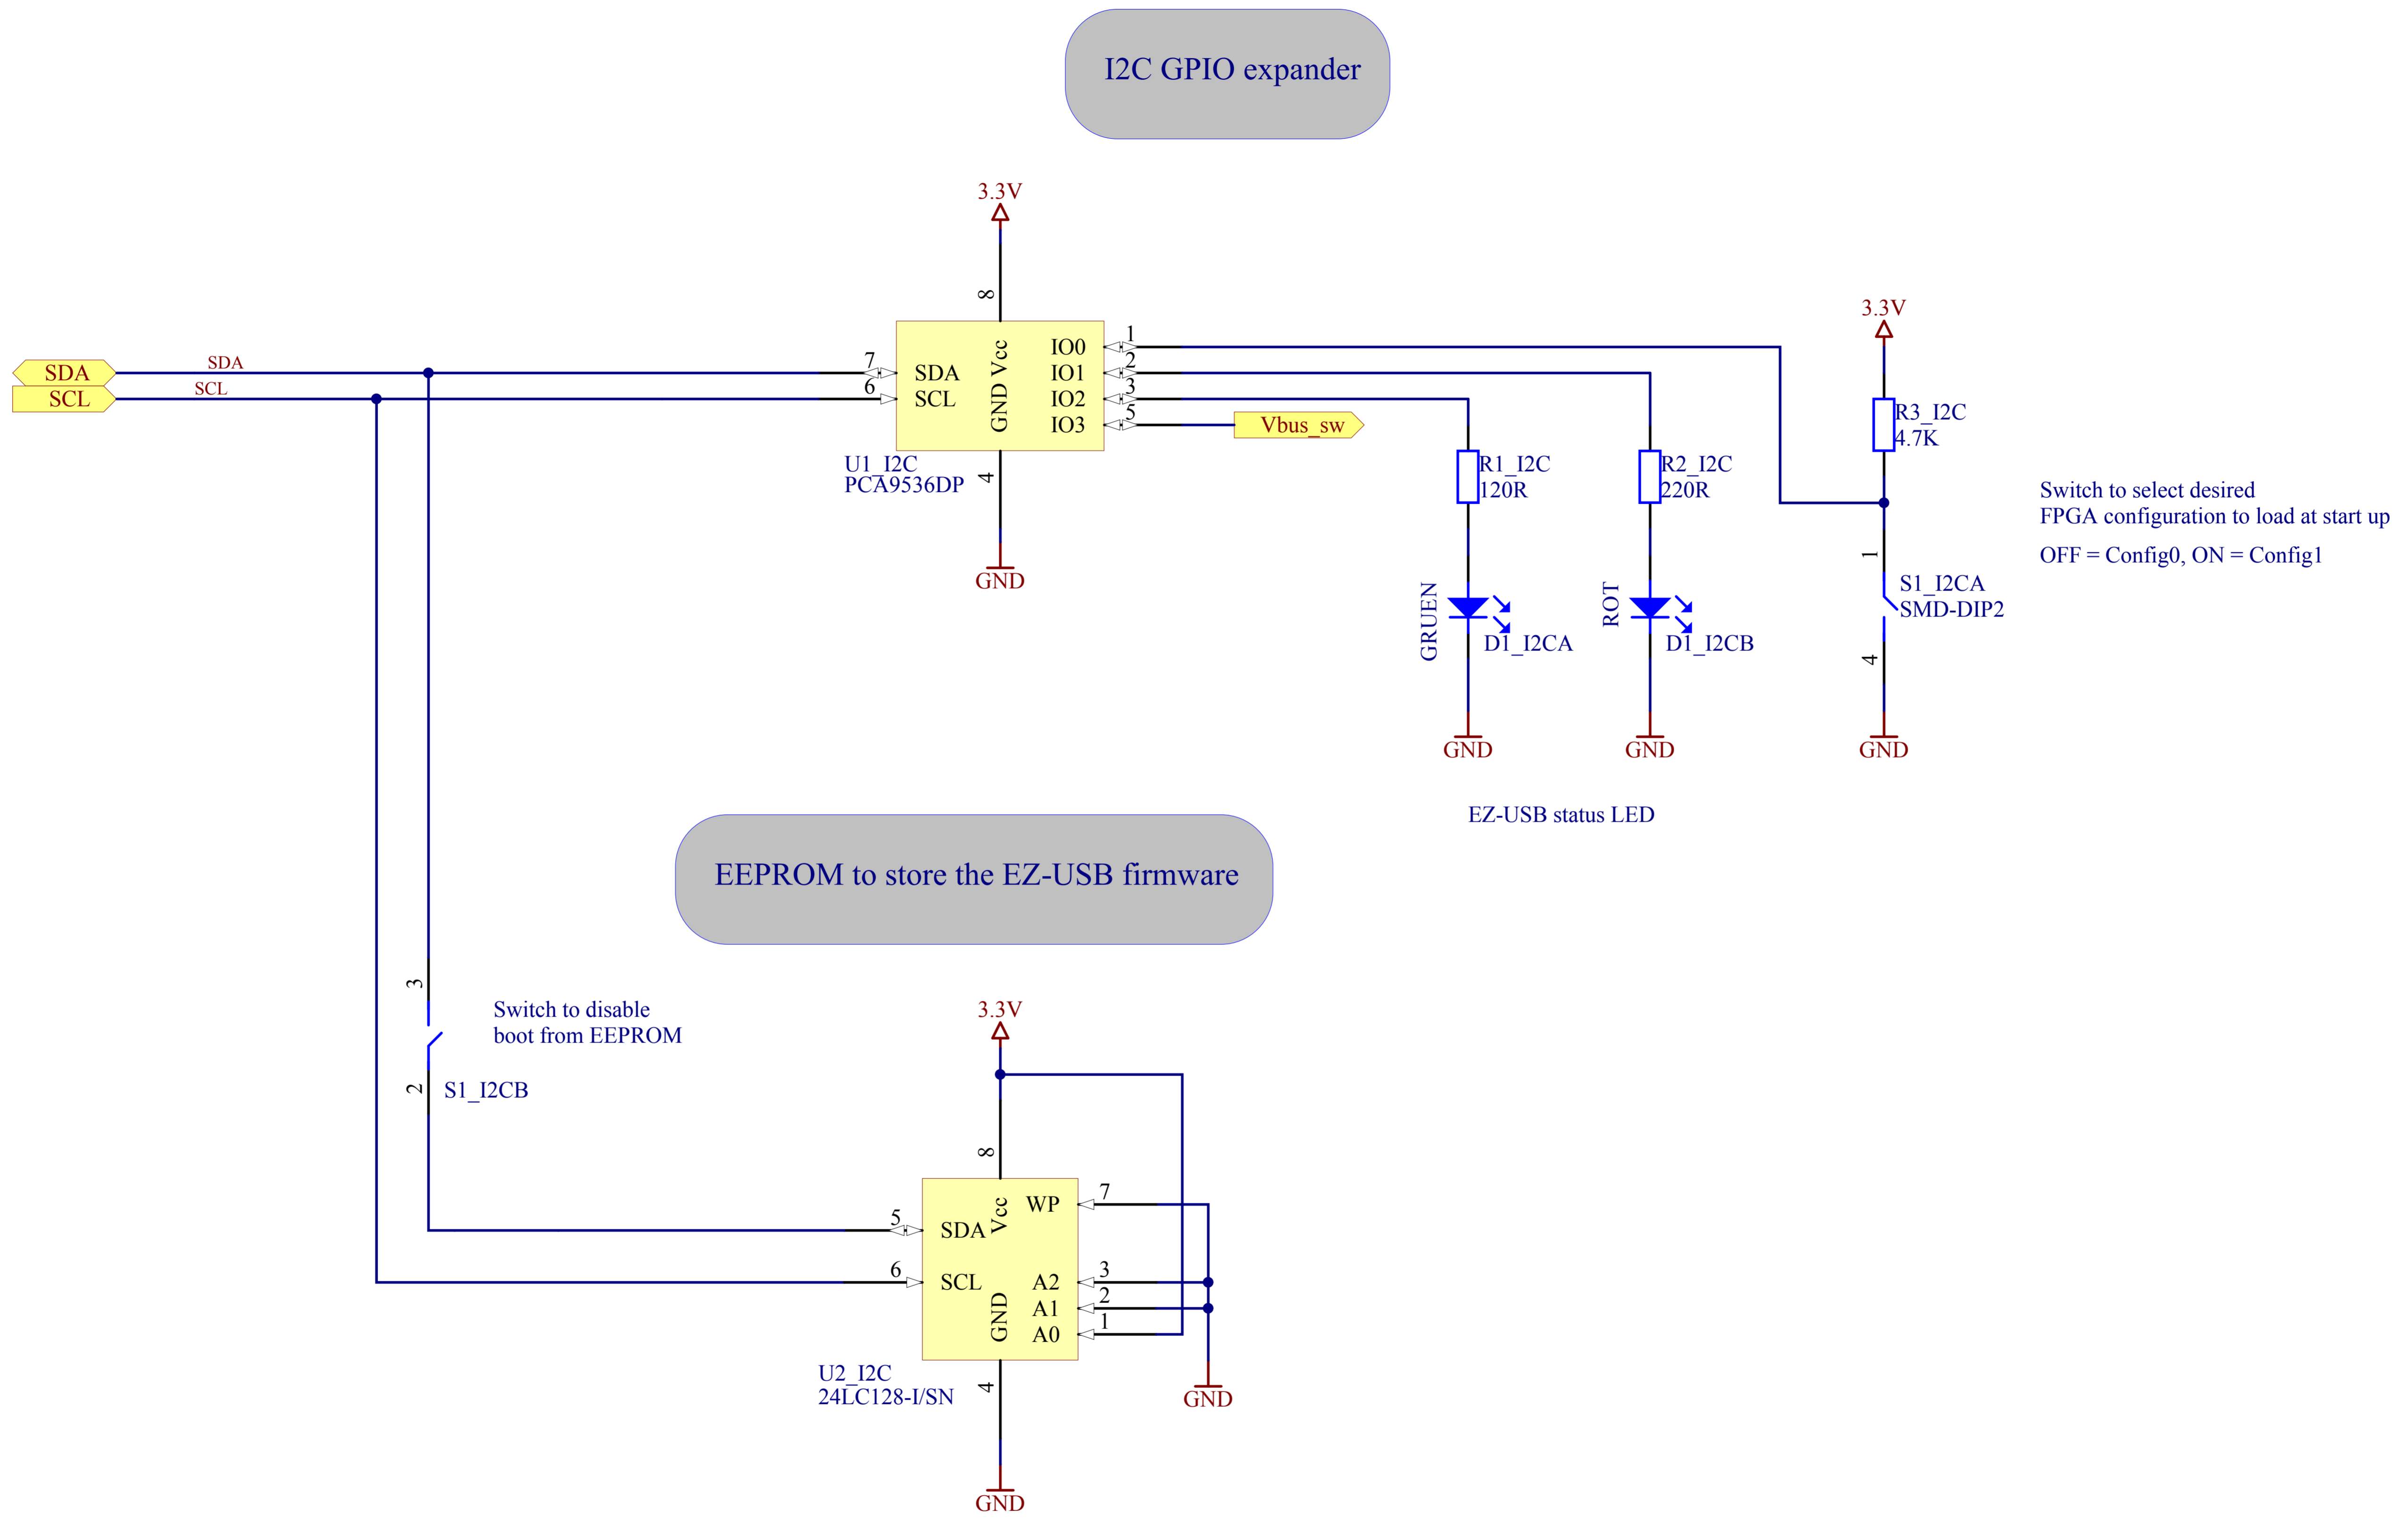 I2C GPIO expander
3.3V
8
SDA
SCL
SDA
SCL
7
6
SDA
SCL
Vcc
GND
IO0
IO1
IO2
IO3
1
2
3
5
Vbus_sw
U1_I2C
PCA9536DP
4
GND
R1_I2C
120R
GRUEN
D1_I2CA
GND
R2_I2C
220R
ROT
D1_I2CB
GND
EZ-USB status LED
3.3V
R3_I2C
4.7K
1
S1_I2CA
SMD-DIP2
4
GND
Switch to select desired
FPGA configuration to load at start up
OFF = Config0, ON = Config1
EEPROM to store the EZ-USB firmware
3
Switch to disable
boot from EEPROM
2
S1_I2CB
3.3V
8
5
6
SDA
SCL
Vcc
GND
WP
A2
A1
A0
7
3
2
1
U2_I2C
24LC128-I/SN
4
GND
GND